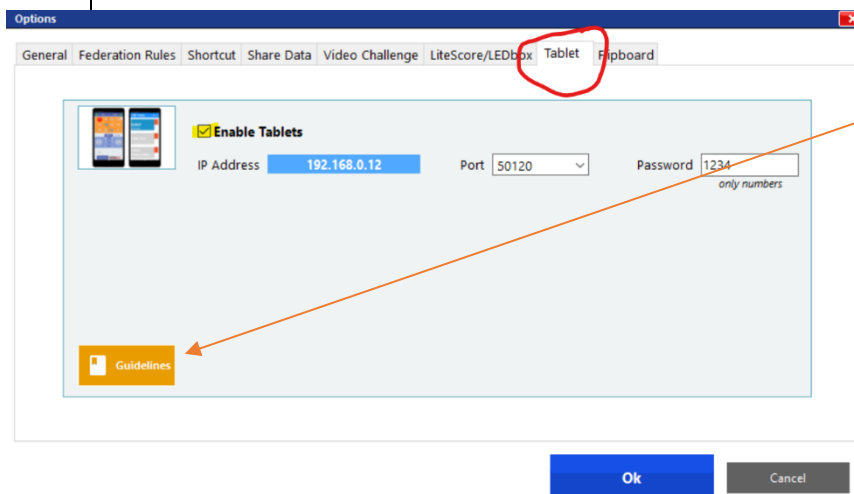 Options
General Federation Rules Shortcut Share Data Video Challenge LiteScore/LEDbox Tablet Flipboard
Enable Tablets
IP Address 192.168.0.12 Port 50120 Password 1234
only numbers
Guidelines
Ok Cancel